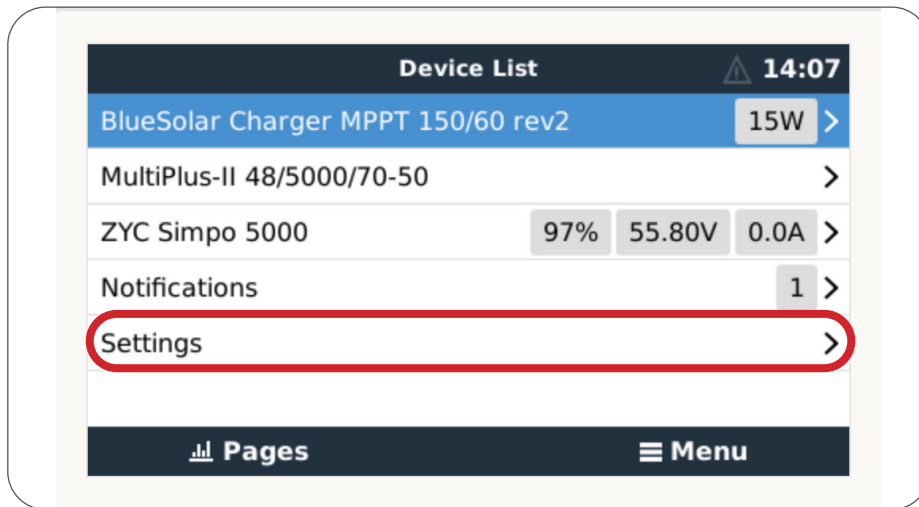 Device List 14:07
BlueSolar Charger MPPT 150/60 rev2 15W
MultiPlus-II 48/5000/70-50
ZYC Simpo 5000 97% 55.80V 0.0A
Notifications 1
Settings
Pages Menu